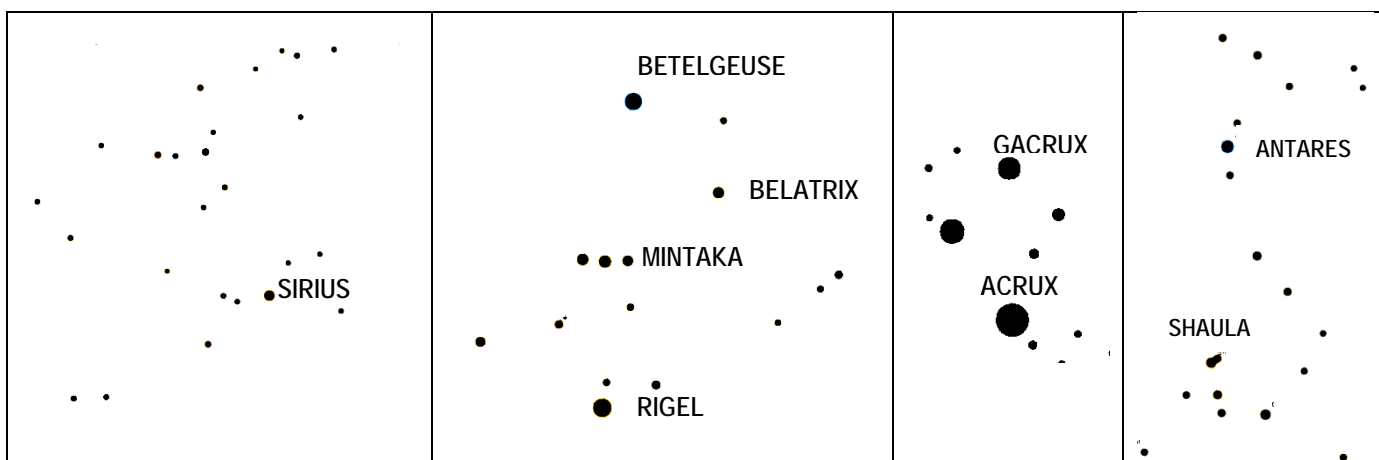 SIRIUS
BETELGEUSE
BELATRIX
MINTAKA
RIGEL
GACRUX
ACRUX
ANTARES
SHAULA